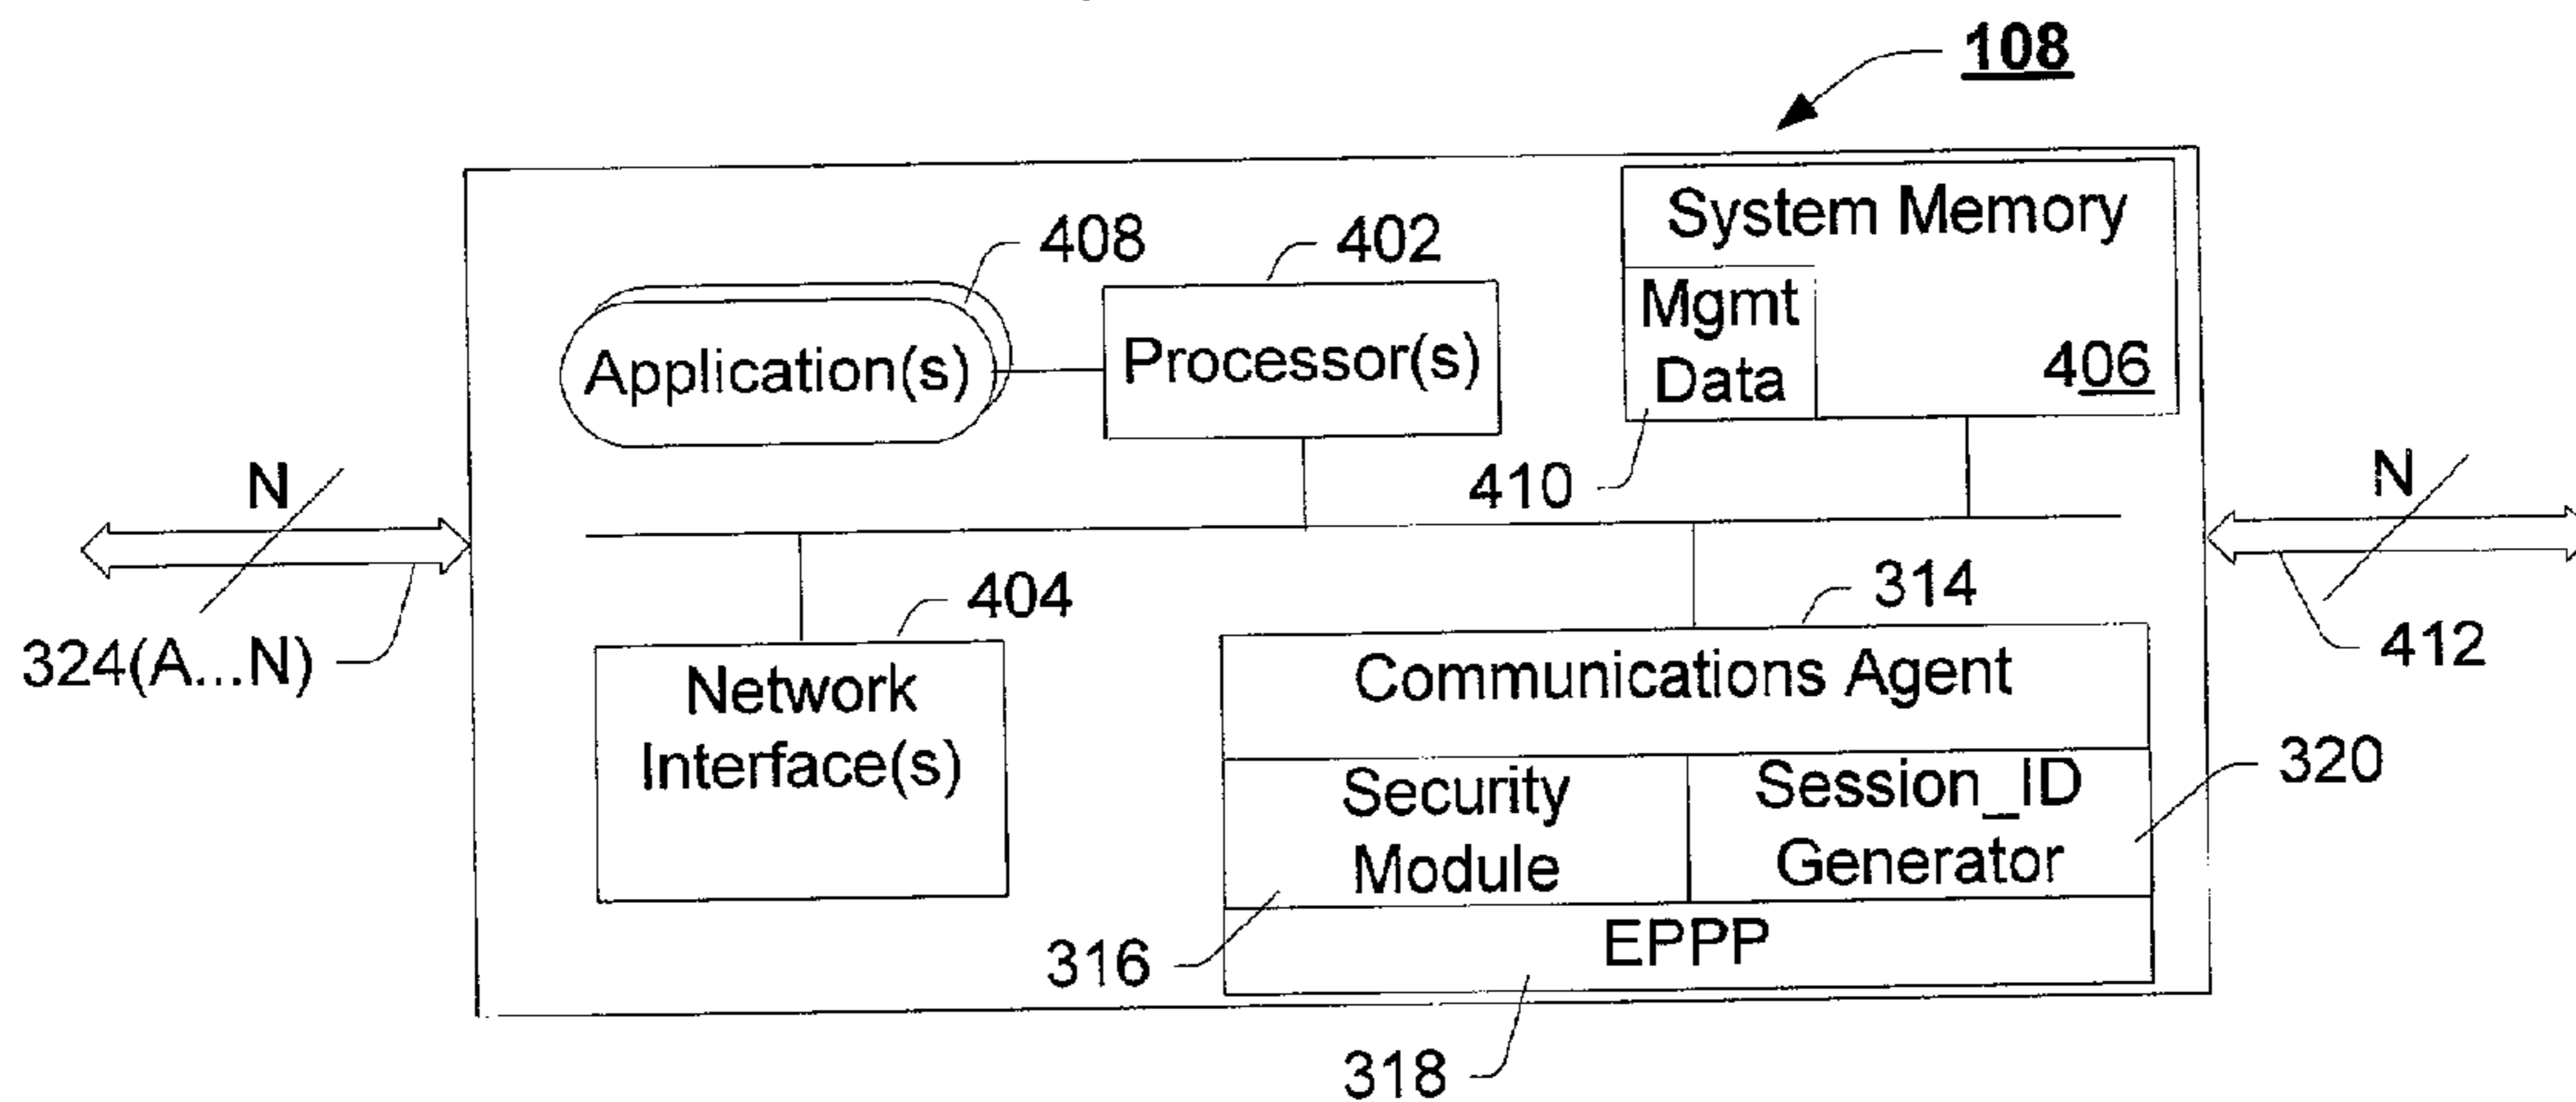 108
408
402
System Memory
Application(s)
Processor(s)
Mgmt
Data
406
410
N
N
324(A...N)
404
314
412
Network
Interface(s)
Communications Agent
Security
Module
Session_ID
Generator
320
316
EPPP
318